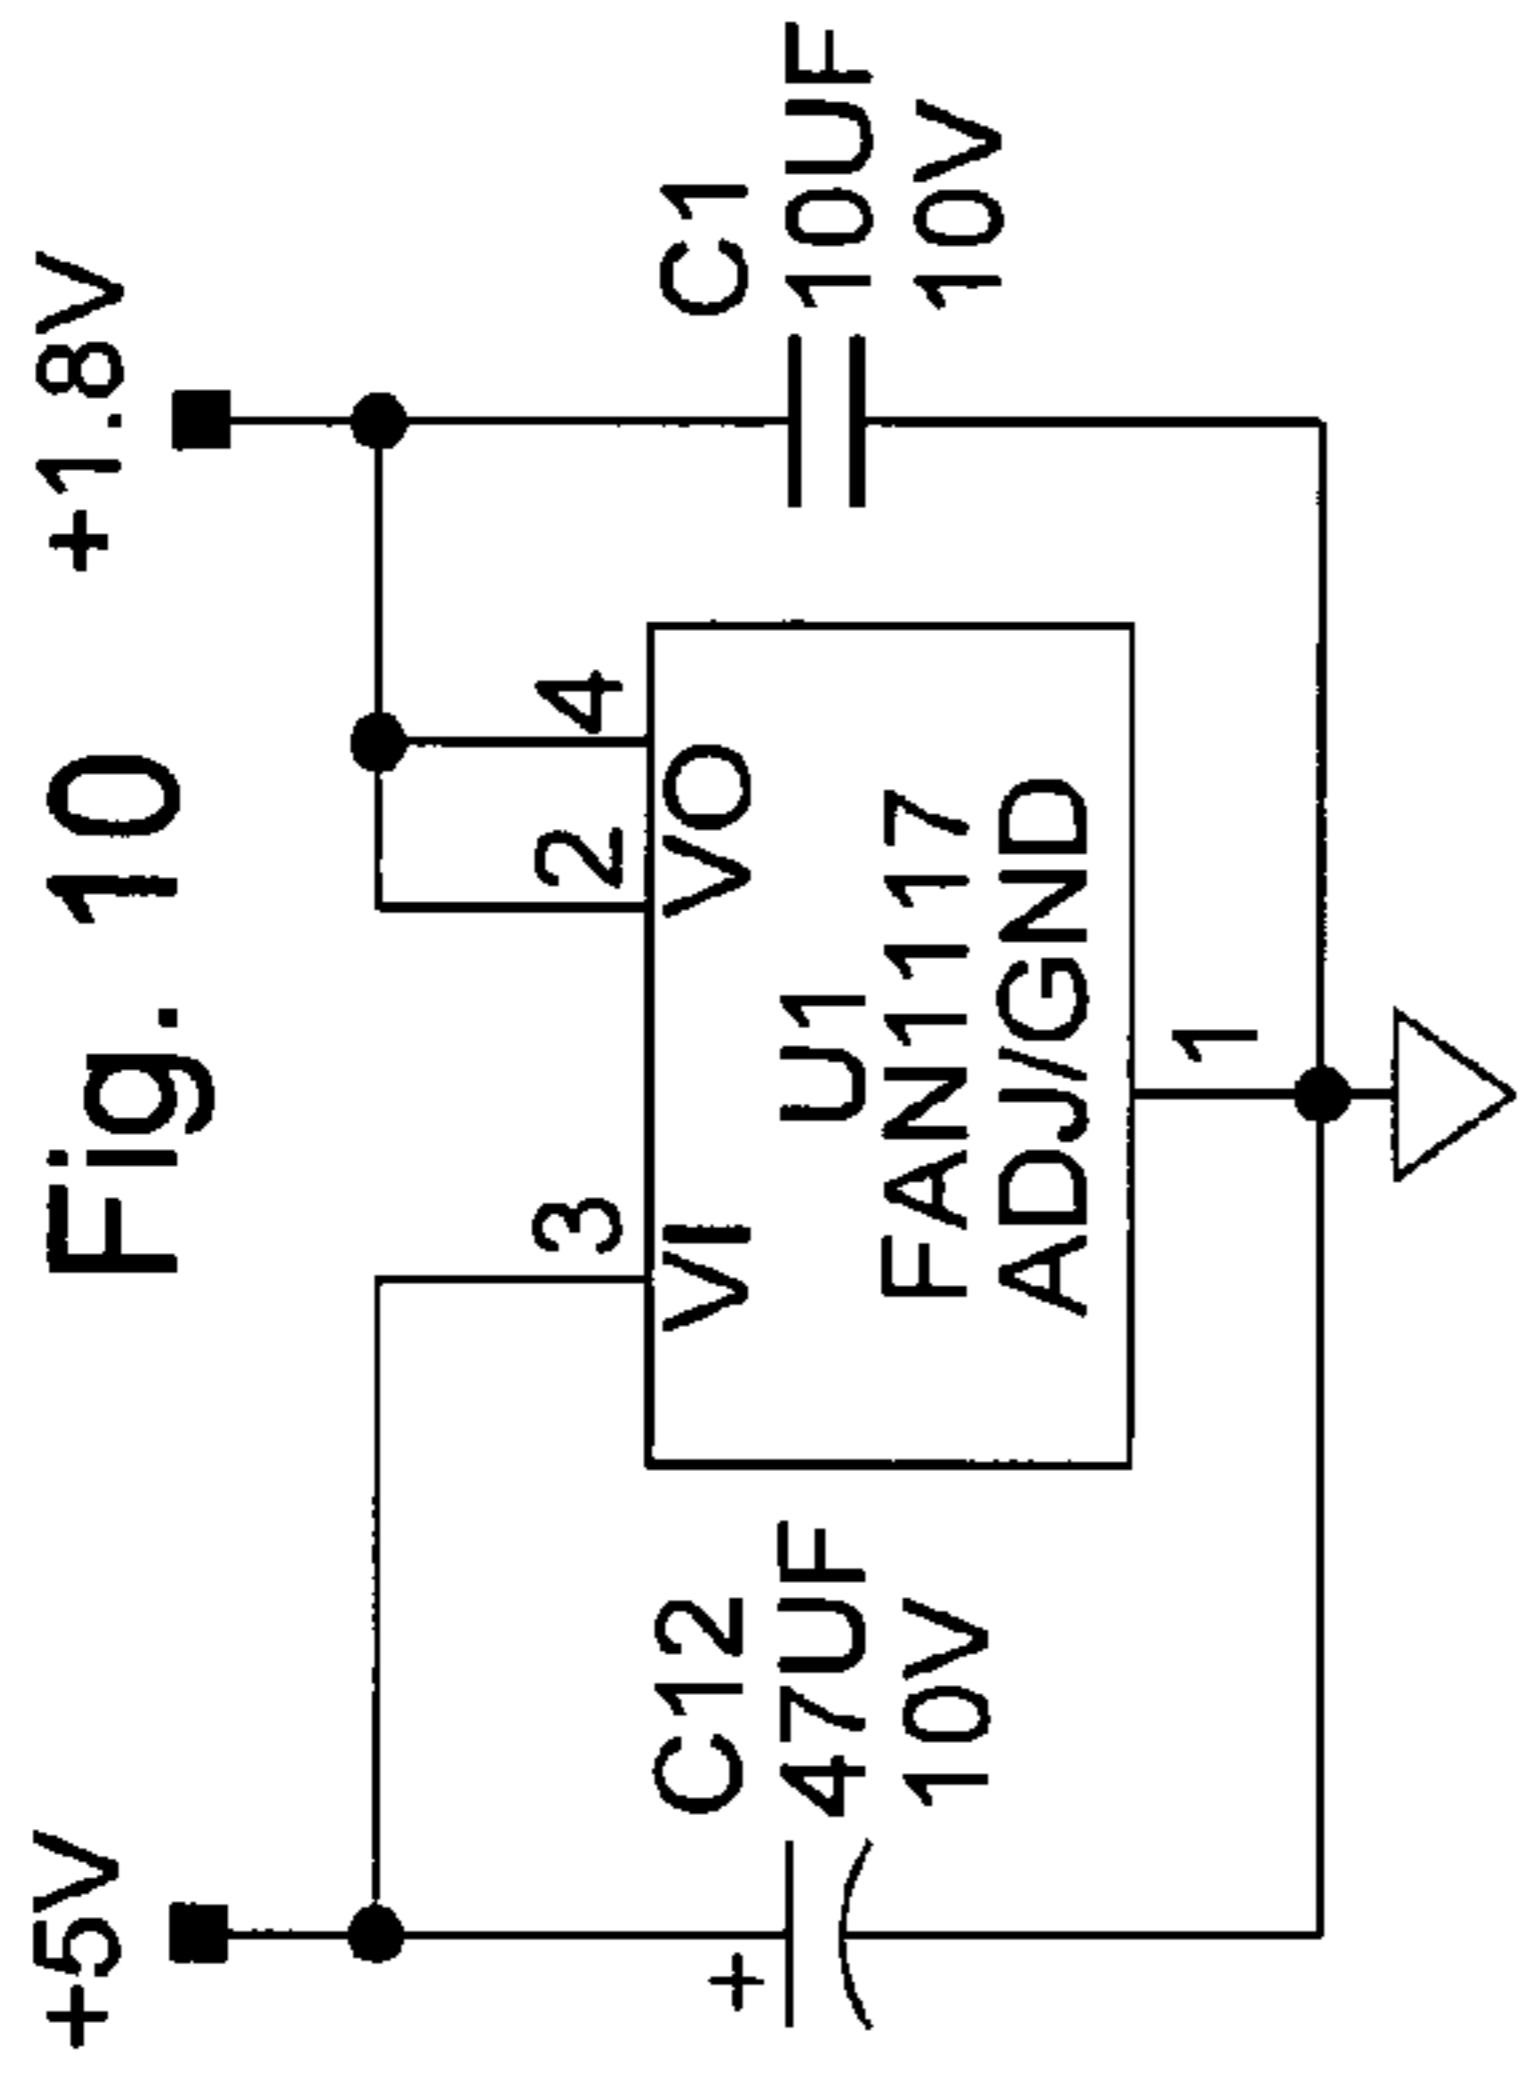 Fig. 10
+5V
+1.8V
3
2
4
VI
VO
U1
FAN1117
ADJ/GND
1
+
C12
47UF
10V
C1
10UF
10V